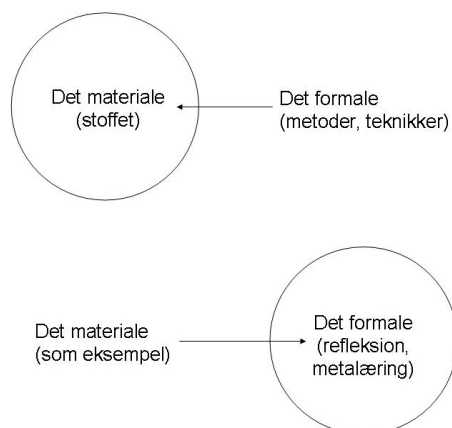 Det materiale
(stoffet)
Det formale
(metoder, teknikker)
Det materiale
(som eksempel)
Det formale
(refleksion,
metalæring)